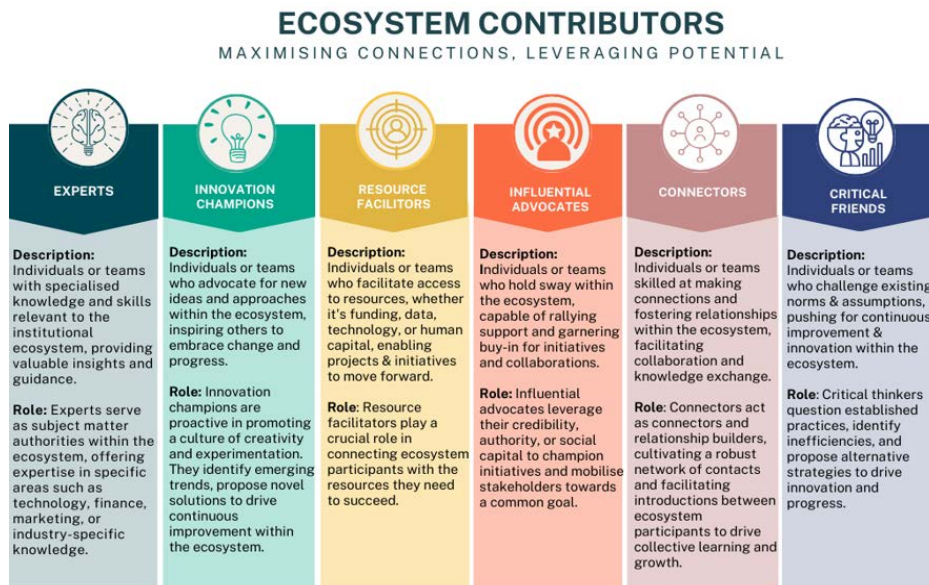 ECOSYSTEM CONTRIBUTORS
MAXIMISING CONNECTIONS, LEVERAGING POTENTIAL
EXPERTS
Description:
Individuals or teams
with specialised
knowledge and skills
relevant to the
institutional
ecosystem, providing
valuable insights and
guidance.
Role: Experts serve
as subject matter
authorities within the
ecosystem, offering
expertise in specific
areas such as
technology, finance,
marketing, or
industry-specific
knowledge.
INNOVATION
CHAMPIONS
Description:
Individuals or teams
who advocate for new
ideas and approaches
within the ecosystem,
inspiring others to
embrace change and
progress.
Role: Innovation
champions are
proactive in promoting
a culture of creativity
and experimentation.
They identify emerging
trends, propose novel
solutions to drive
continuous
improvement within
the ecosystem.
RESOURCE
FACILITORS
Description:
Individuals or teams
who facilitate access
to resources, whether
it's funding, data,
technology, or human
capital, enabling
projects & initiatives
to move forward.
Role: Resource
facilitators play a
crucial role in
connecting ecosystem
participants with the
resources they need
to succeed.
INFLUENTIAL
ADVOCATES
Description:
Individuals or teams
who hold sway within
the ecosystem,
capable of rallying
support and garnering
buy-in for initiatives
and collaborations.
Role: Influential
advocates leverage
their credibility,
authority, or social
capital to champion
initiatives and mobilise
stakeholders towards
a common goal.
CONNECTORS
Description:
Individuals or teams
skilled at making
connections and
fostering relationships
within the ecosystem,
facilitating
collaboration and
knowledge exchange.
Role: Connectors act
as connectors and
relationship builders,
cultivating a robust
network of contacts
and facilitating
introductions between
ecosystem
participants to drive
collective learning and
growth.
CRITICAL
FRIENDS
Description:
Individuals or teams
who challenge existing
norms & assumptions,
pushing for continuous
improvement &
innovation within the
ecosystem.
Role: Critical thinkers
question established
practices, identify
inefficiencies, and
propose alternative
strategies to drive
innovation and
progress.